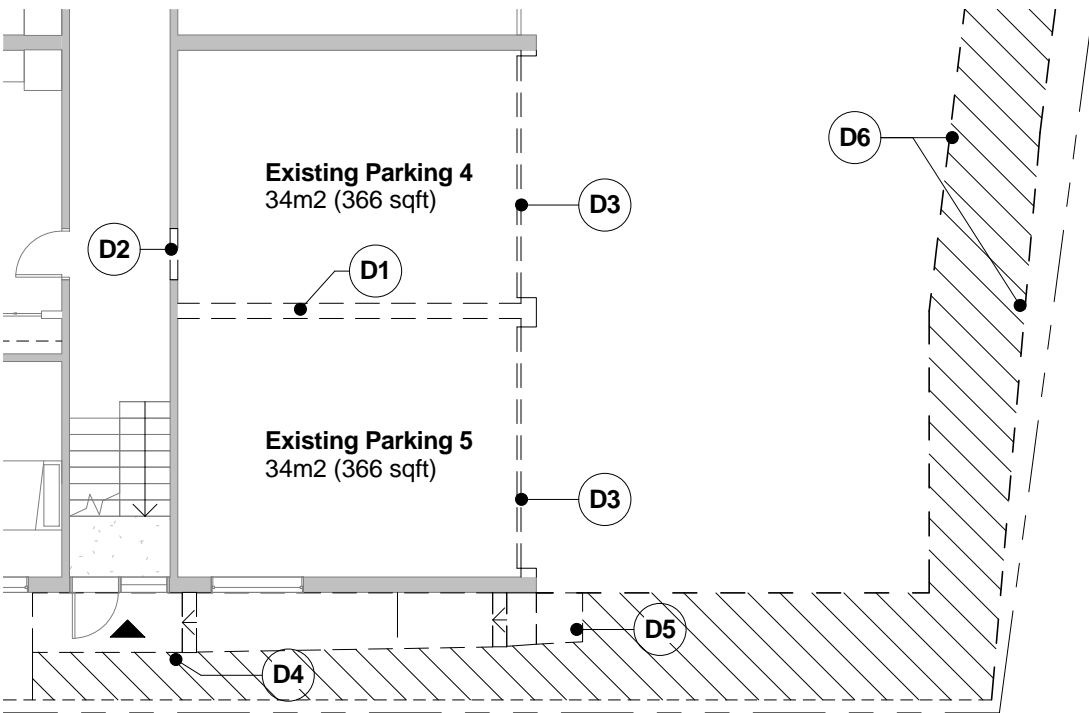 D6
Existing Parking 4
34m2 (366 sqft)
D3
D2
D1
Existing Parking 5
34m2 (366 sqft)
D3
D5
D4